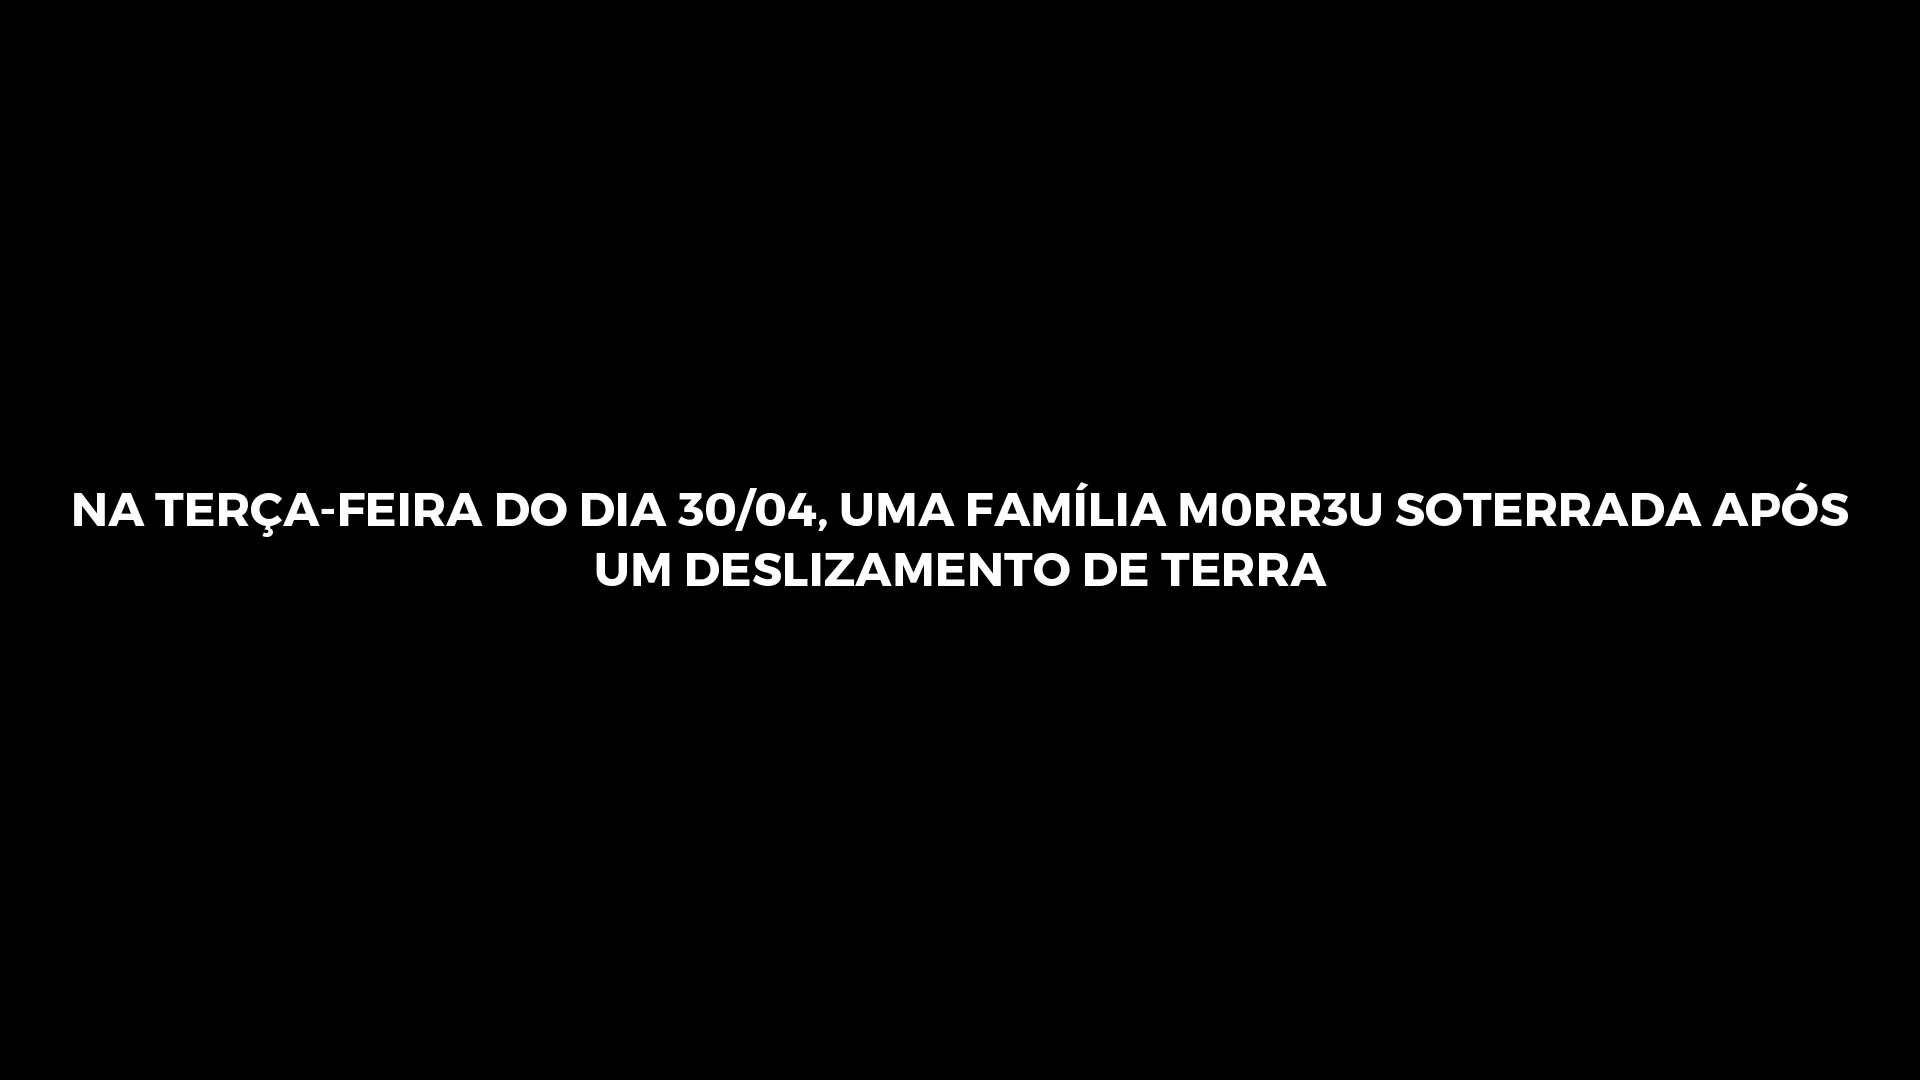 NA TERÇA-FEIRA DO DIA 30/04, UMA FAMÍLIA M0RR3U SOTERRADA APÓS
UM DESLIZAMENTO DE TERRA